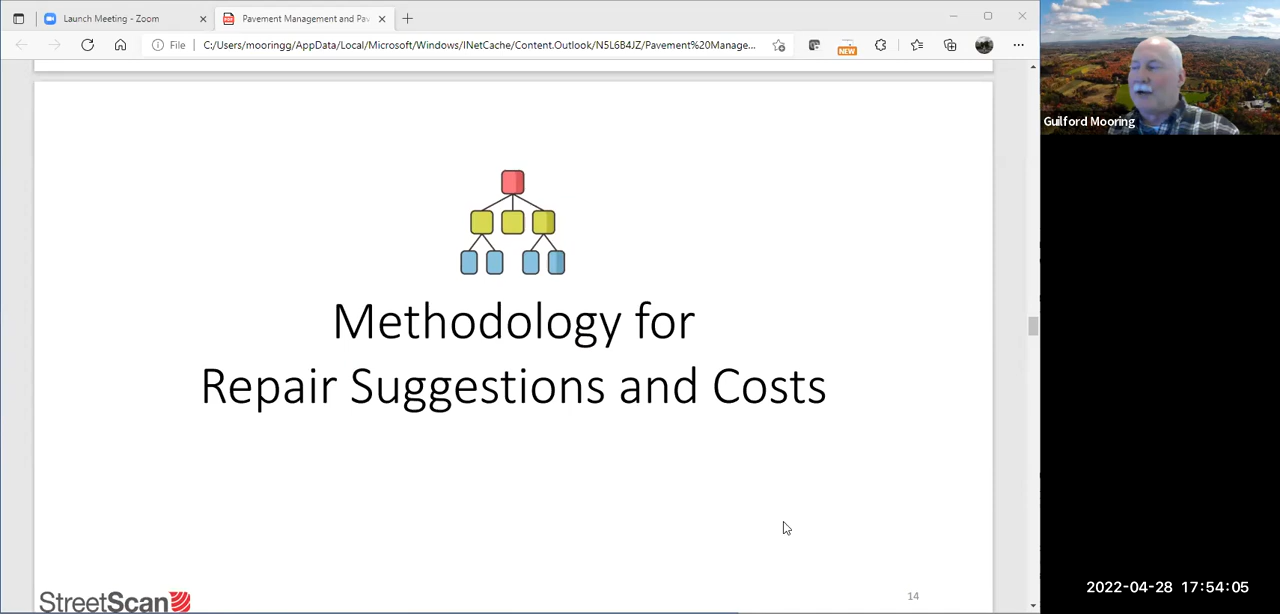 Launch Meeting - Zoom
Pavement Management and Pav
File
C:/Users/mooringg/AppData/Local/Microsoft/Windows/INetCache/Content.Outlook/N5L6B4JZ/Pavement%20Manage...
NEW
Guilford Mooring
Methodology for
Repair Suggestions and Costs
StreetScan
14
2022-04-28 17:54:05